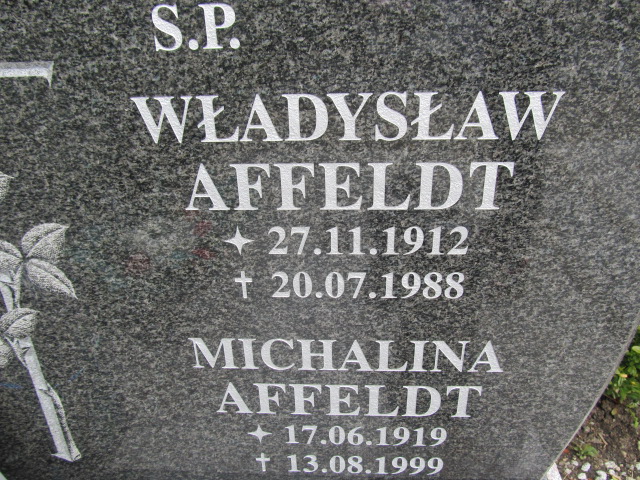 S.P.
WŁADYSŁAW
AFFELDT
✦ 27.11.1912
✝ 20.07.1988
MICHALINA
AFFELDT
✦ 17.06.1919
✝ 13.08.1999